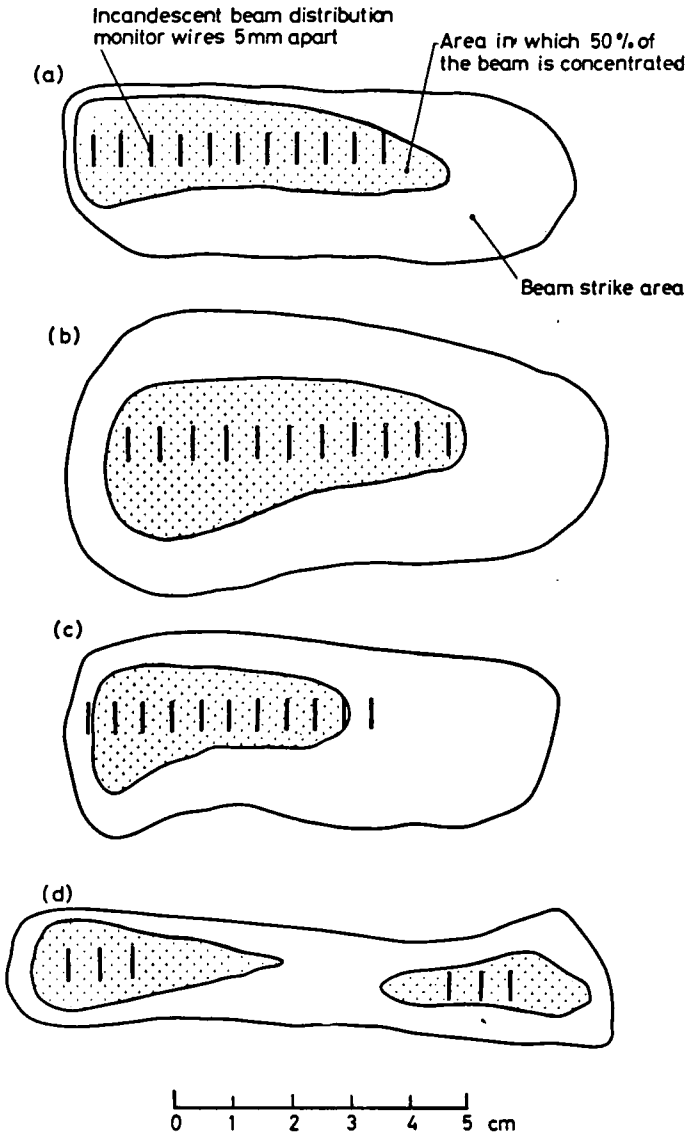 Incandescent beam distribution
monitor wires 5mm apart
Area in which 50% of
the beam is concentrated
(a)
Beam strike area
(b)
(c)
(d)
0 1 2 3 4 5 cm